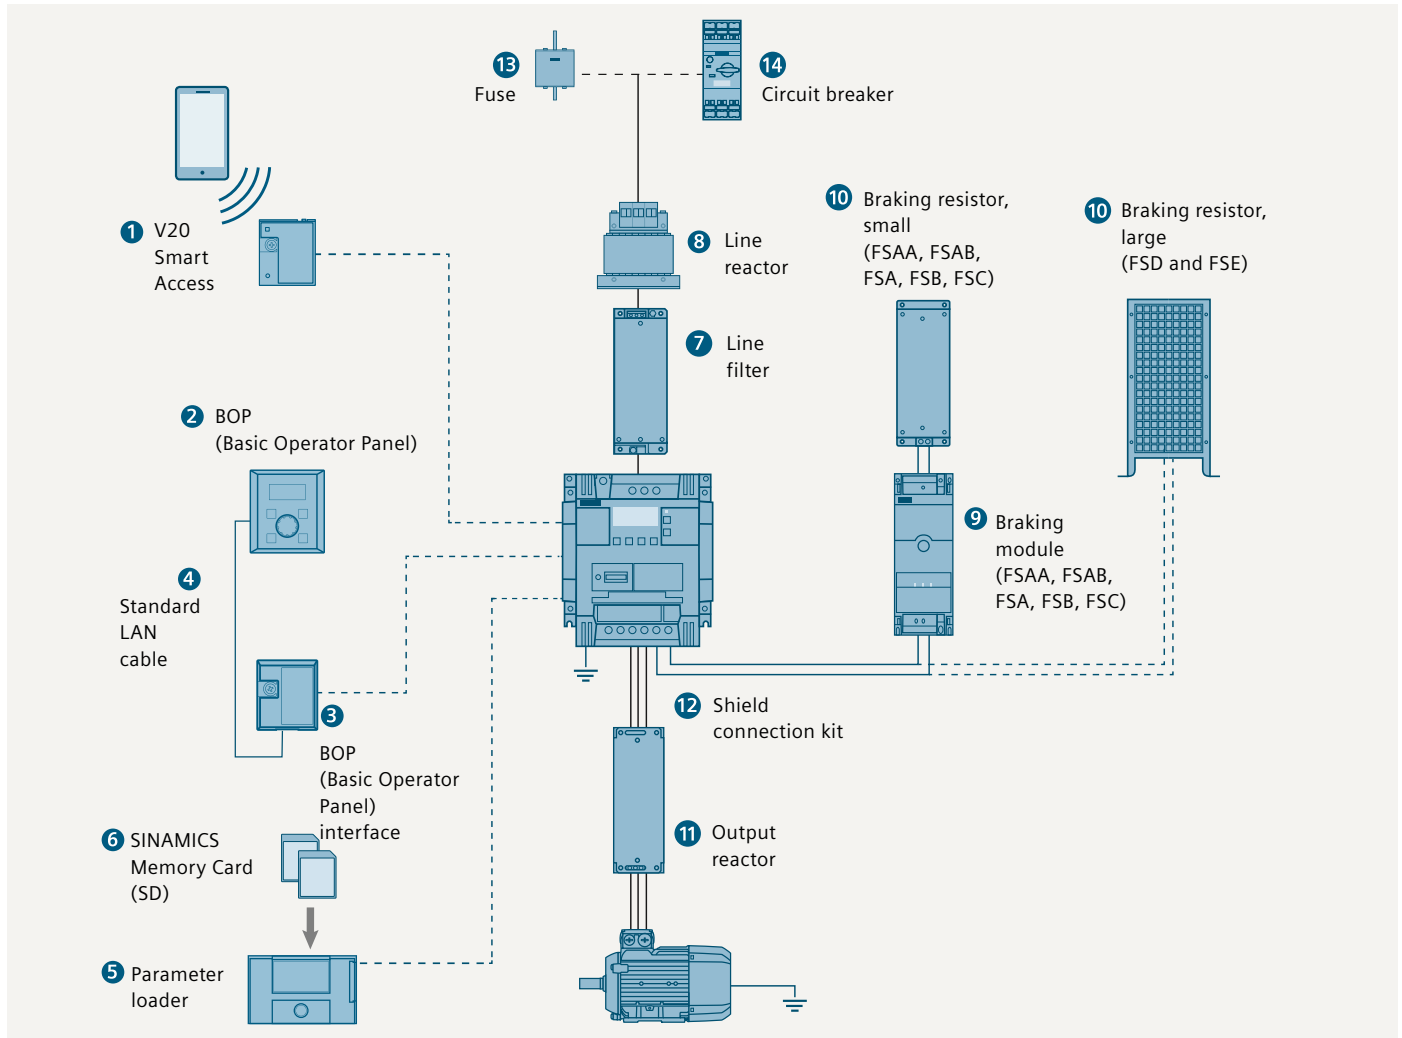 13
Fuse
14
Circuit breaker
1 V20
Smart
Access
8 Line
reactor
10 Braking resistor,
small
(FSAA, FSAB,
FSA, FSB, FSC)
10 Braking resistor,
large
(FSD and FSE)
7 Line
filter
2 BOP
(Basic Operator Panel)
9 Braking
module
(FSAA, FSAB,
FSA, FSB, FSC)
4
Standard
LAN
cable
3
BOP
(Basic Operator
Panel)
interface
12 Shield
connection kit
6 SINAMICS
Memory Card
(SD)
11 Output
reactor
5 Parameter
loader